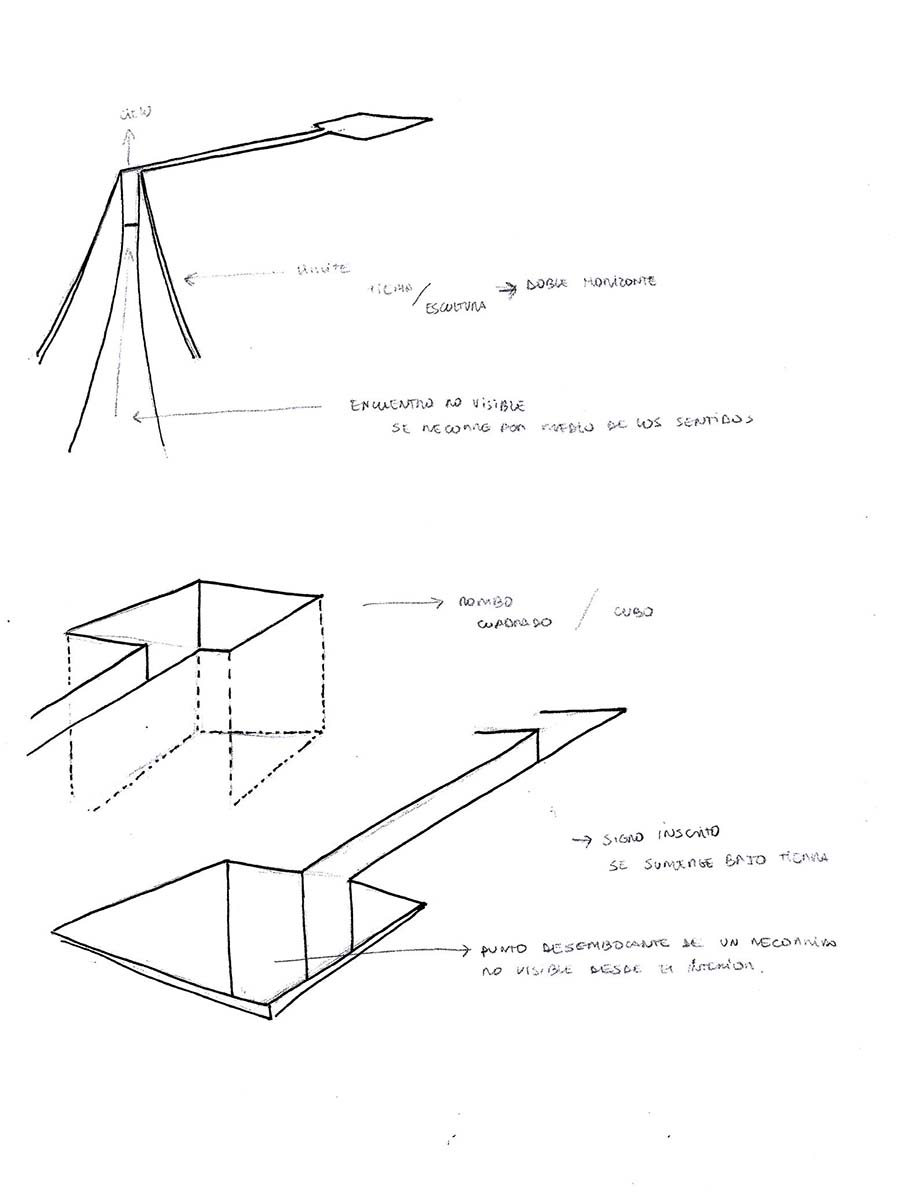 CIELO
LIMITE
TIERRA / ESCULTURA → DOBLE HORIZONTE
ENCUENTRO NO VISIBLE
SE RECORRE POR MEDIO DE LOS SENTIDOS
ROMBO
CUADRADO / CUBO
→ SIGNO INSCRITO
SE SUMERGE BAJO TIERRA
PUNTO DESEMBOCANTE DE UN RECORRIDO
NO VISIBLE DESDE EL INTERIOR.